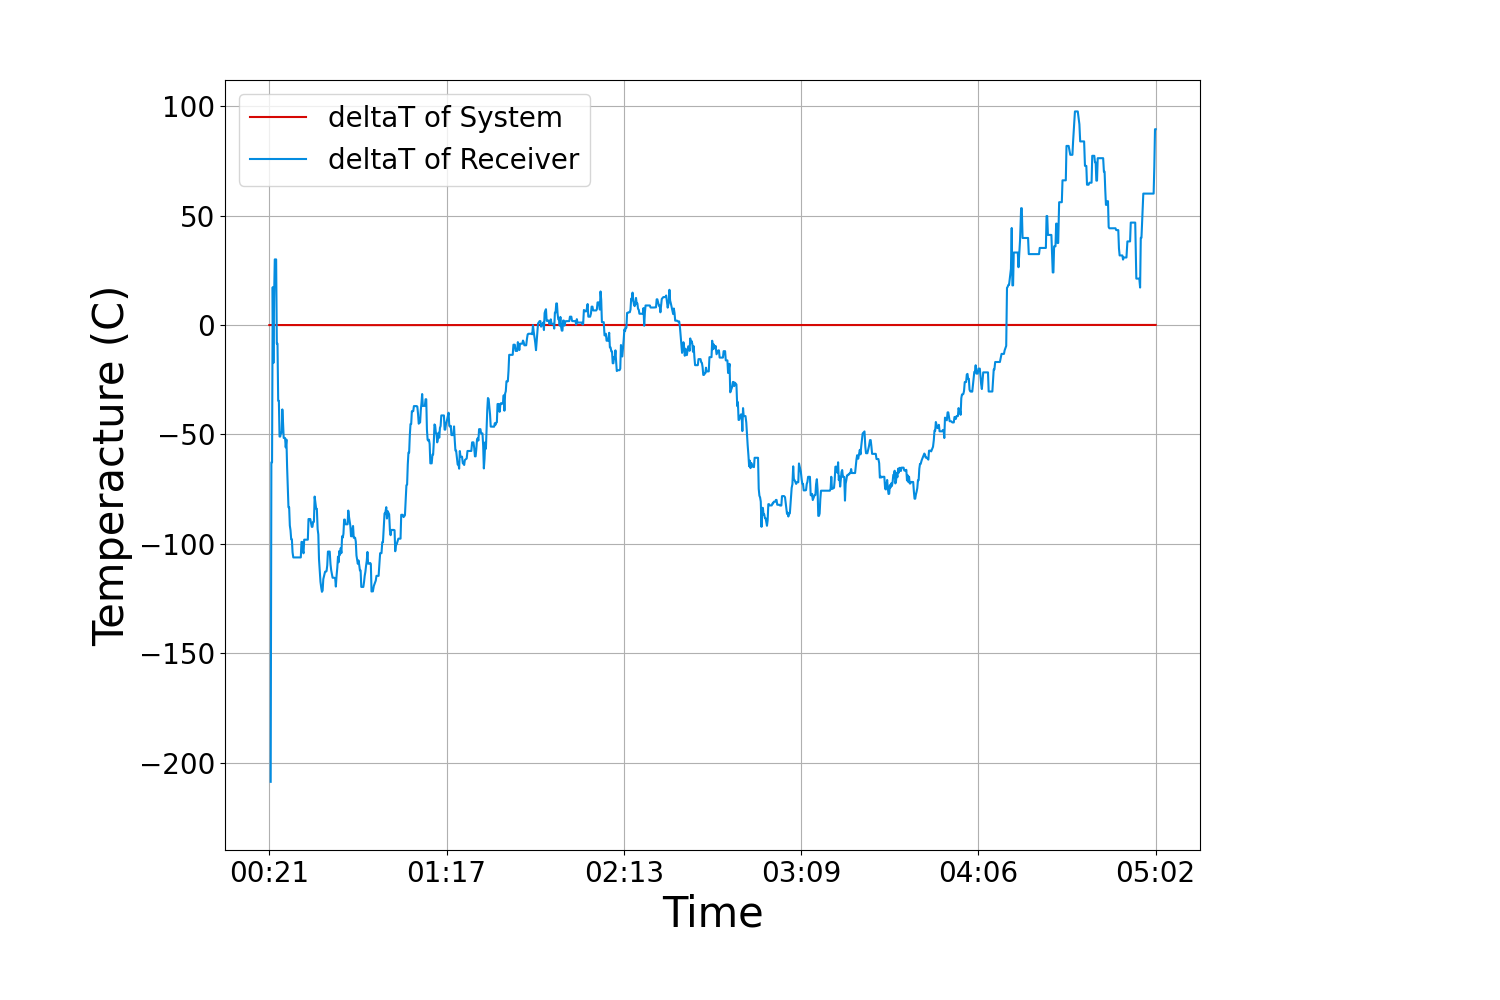 deltaT of System
deltaT of Receiver
100
50
0
−50
−100
−150
−200
Temperacture (C)
00:21 01:17 02:13 03:09 04:06 05:02
Time